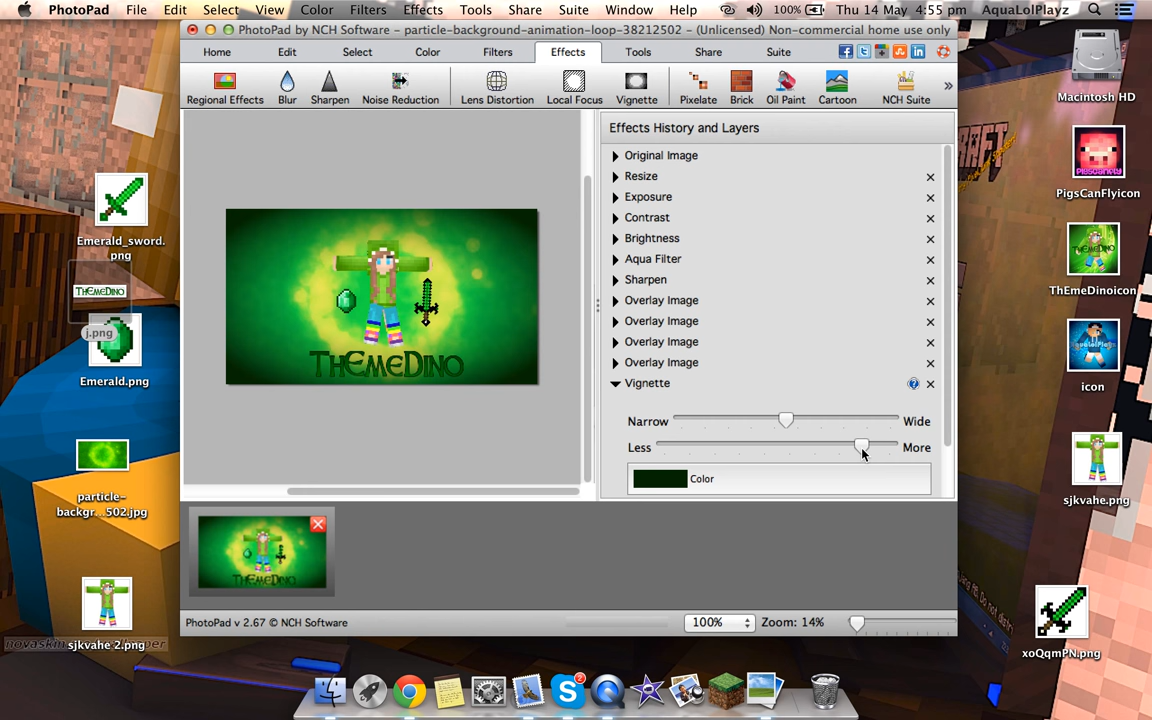 PhotoPad File Edit Select View Color Filters Effects Tools Share Suite Window Help 100% Thu 14 May 4:55 pm AquaLolPlayz
PhotoPad by NCH Software - particle-background-animation-loop-38212502 - (Unlicensed) Non-commercial home use only
Home Edit Select Color Filters Effects Tools Share Suite
Regional Effects Blur Sharpen Noise Reduction Lens Distortion Local Focus Vignette Pixelate Brick Oil Paint Cartoon NCH Suite »
Effects History and Layers
Original Image
Resize
Exposure
Contrast
Brightness
Aqua Filter
Sharpen
Overlay Image
Overlay Image
Overlay Image
Overlay Image
Vignette
Narrow Wide
Less More
Color
THEMEDINO
THEMEDINO
PhotoPad v 2.67 © NCH Software 100% Zoom: 14%
Emerald_sword.
png
THEMEDINO
j.png
Emerald.png
particle-
backgr...502.jpg
sjkvahe 2.png
Macintosh HD
PIGSCANFLY
PigsCanFlyicon
THEMEDINO
ThEmeDinoicon
AquaLolPlayz
icon
sjkvahe.png
xoQqmPN.png
2